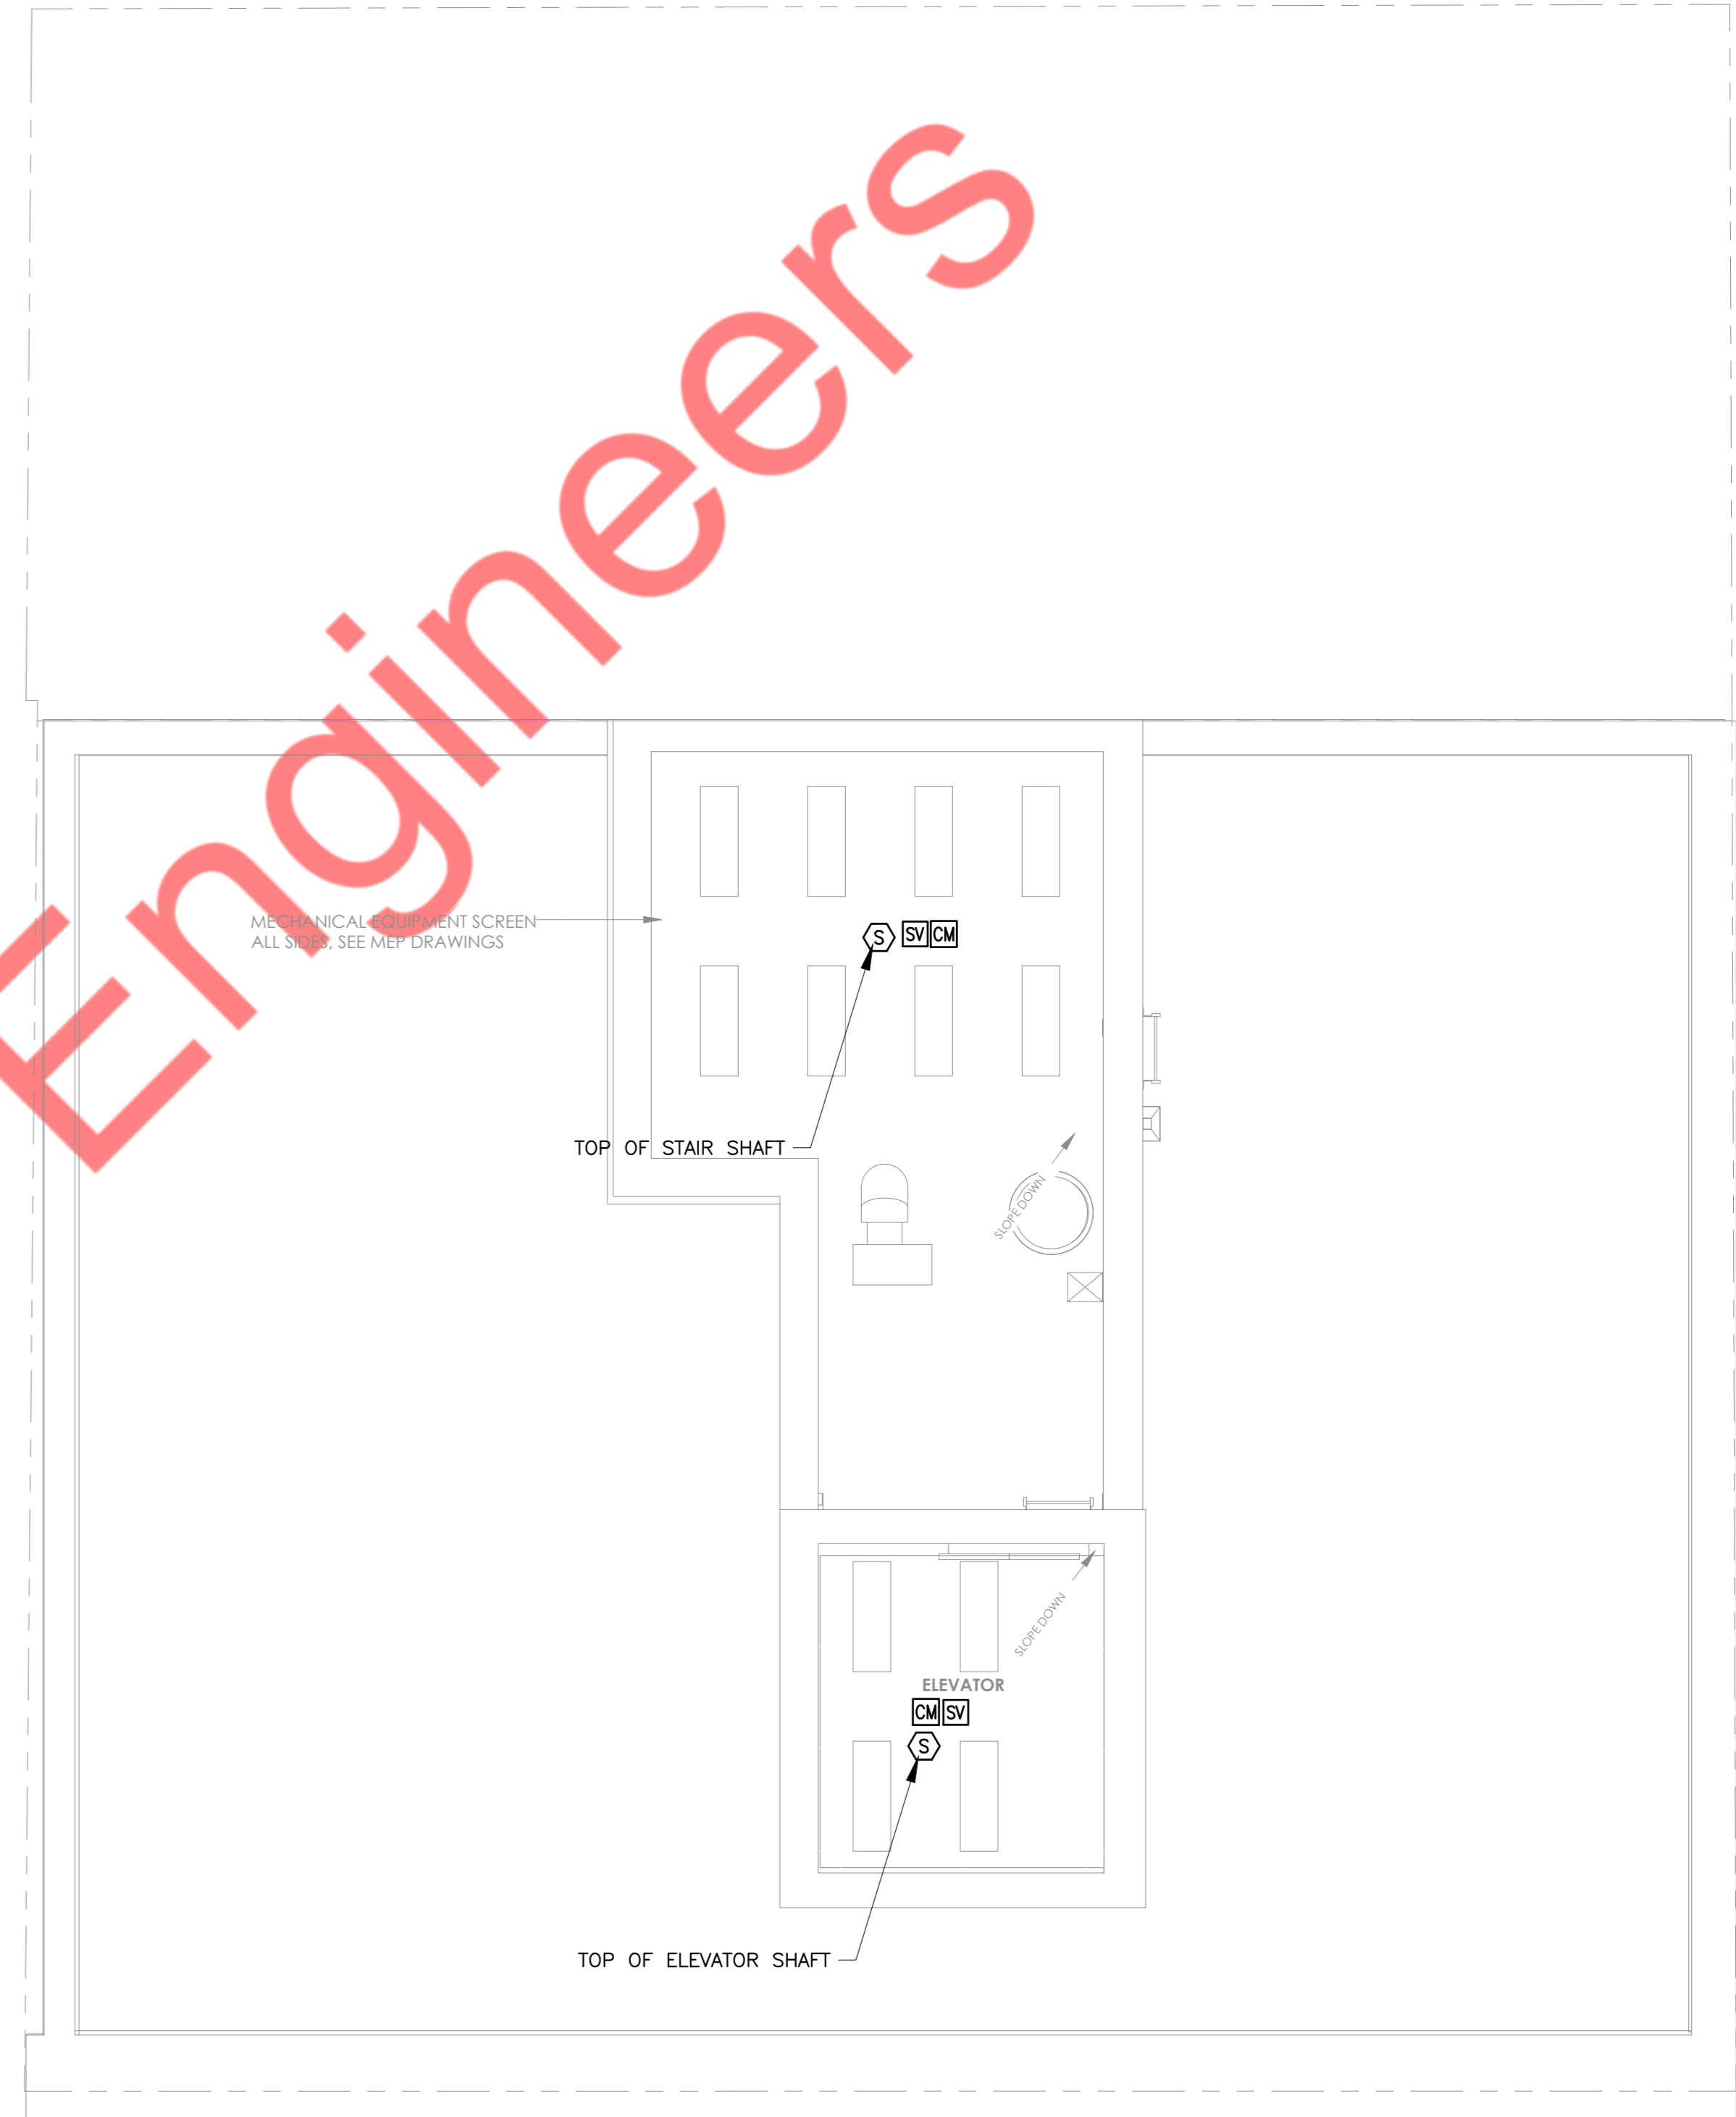 Engineers
MECHANICAL EQUIPMENT SCREEN
ALL SIDES, SEE MEP DRAWINGS
S SV CM
TOP OF STAIR SHAFT
SLOPE DOWN
SLOPE DOWN
ELEVATOR
CM SV
S
TOP OF ELEVATOR SHAFT